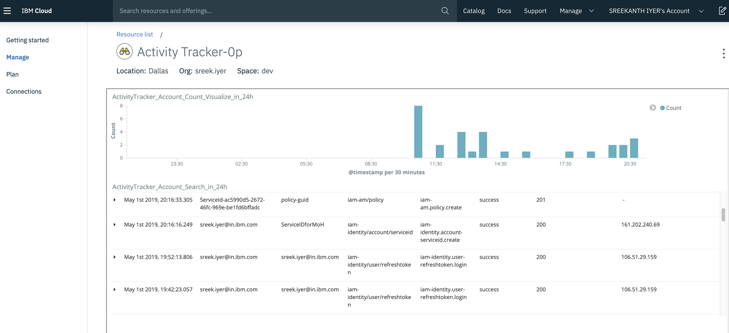 IBM Cloud
Search resources and offerings...
Catalog Docs Support Manage SREEKANTH IYER's Account
Getting started
Manage
Plan
Connections
Resource list /
Activity Tracker-0p
Location: Dallas Org: sreek.iyer Space: dev
ActivityTracker_Account_Count_Visualize_in_24h
Count
8
6
4
2
0
Count
23:30 02:30 05:30 08:30 11:30 14:30 17:30 20:30
@timestamp per 30 minutes
ActivityTracker_Account_Search_in_24h
May 1st 2019, 20:16:33.305 ServiceId-ac5990d5-2672- policy-guid iam-am/policy iam- success 201 -
46fc-969e-be1fd6bffadc am.policy.create
May 1st 2019, 20:16:16.249 sreek.iyer@in.ibm.com ServiceIDforMoH iam- iam- success 200 161.202.240.69
identity/account/serviceid identity.account-
serviceid.create
May 1st 2019, 19:52:13.806 sreek.iyer@in.ibm.com sreek.iyer@in.ibm.com iam- iam-identity.user- success 200 106.51.29.159
identity/user/refreshtoke refreshtoken.login
n
May 1st 2019, 19:42:23.057 sreek.iyer@in.ibm.com sreek.iyer@in.ibm.com iam- iam-identity.user- success 200 106.51.29.159
identity/user/refreshtoke refreshtoken.login
n